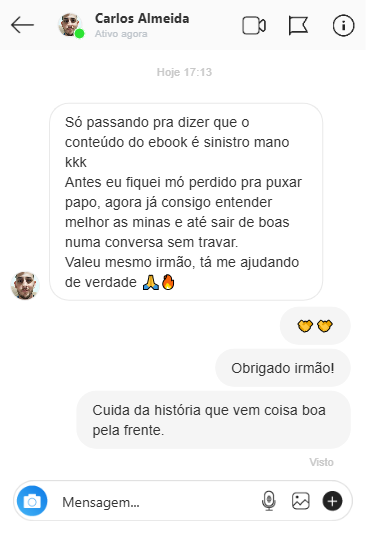 Carlos Almeida
Ativo agora
Hoje 17:13
Só passando pra dizer que o
conteúdo do ebook é sinistro mano
kkk
Antes eu fiquei mó perdido pra puxar
papo, agora já consigo entender
melhor as minas e até sair de boas
numa conversa sem travar.
Valeu mesmo irmão, tá me ajudando
de verdade 🙏🔥
Obrigado irmão!
Cuida da história que vem coisa boa
pela frente.
Visto
Mensagem...